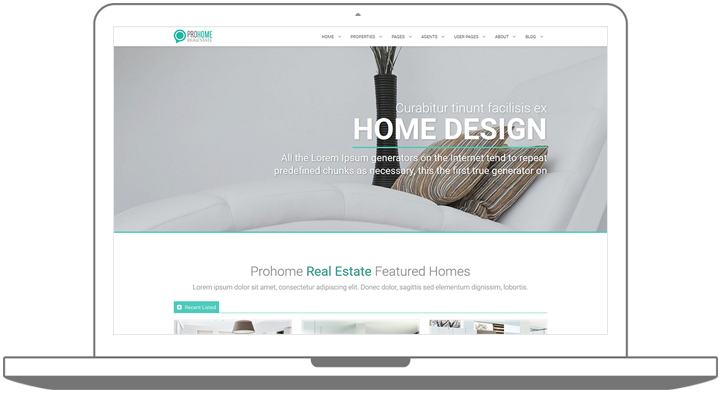 PROHOME
REAL ESTATE
HOME PROPERTIES PAGES AGENTS USER PAGES ABOUT BLOG
Curabitur tinunt facilisis ex
HOME DESIGN
All the Lorem Ipsum generators on the Internet tend to repeat
predefined chunks as necessary, this the first true generator on
Prohome Real Estate Featured Homes
Lorem ipsum dolor sit amet, consectetur adipiscing elit. Donec dolor, sagittis sed elementum dignissim, lobortis.
Recent Listed